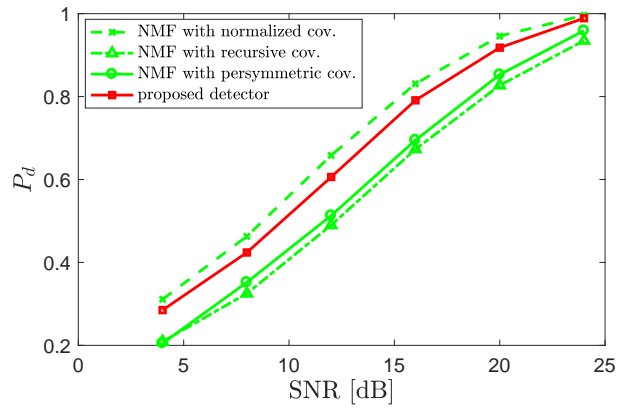 1
0.8
0.6
0.4
0.2
P_d
NMF with normalized cov.
NMF with recursive cov.
NMF with persymmetric cov.
proposed detector
0 5 10 15 20 25
SNR [dB]